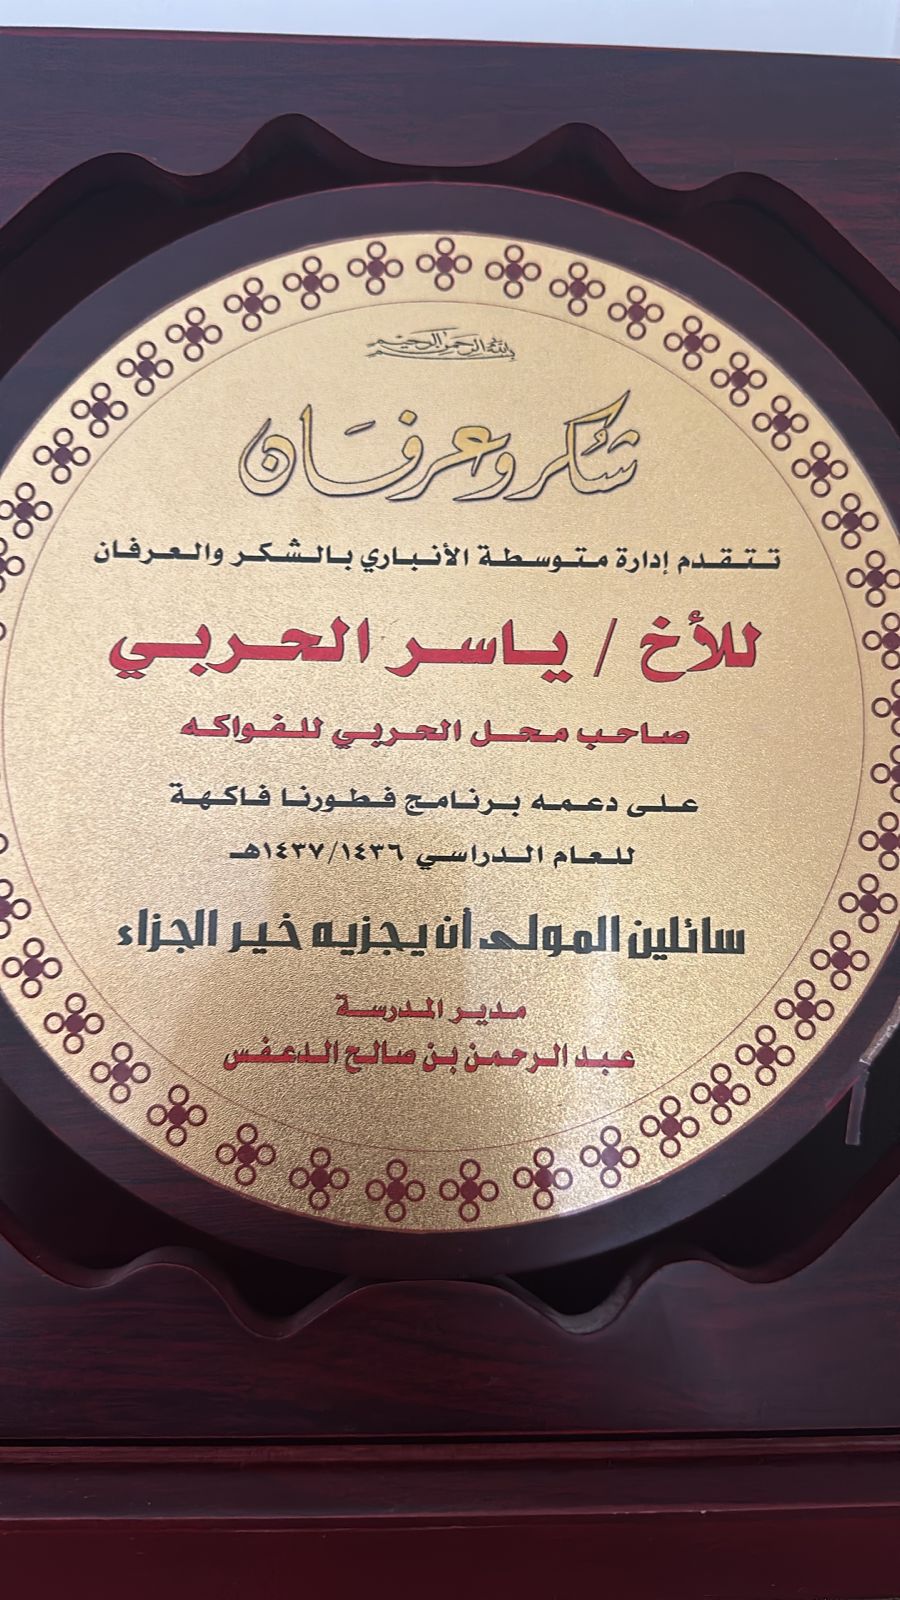 بسم الله الرحمن الرحيم
شكر وعرفان
تتقدم إدارة متوسطة الأنباري بالشكر والعرفان
للأخ / ياسر الحربي
صاحب محل الحربي للفواكه
على دعمه برنامج فطورنا فاكهة
للعام الدراسي ١٤٣٦/١٤٣٧هـ
سائلين المولى أن يجزيه خير الجزاء
مدير المدرسة
عبد الرحمن بن صالح الدعفس